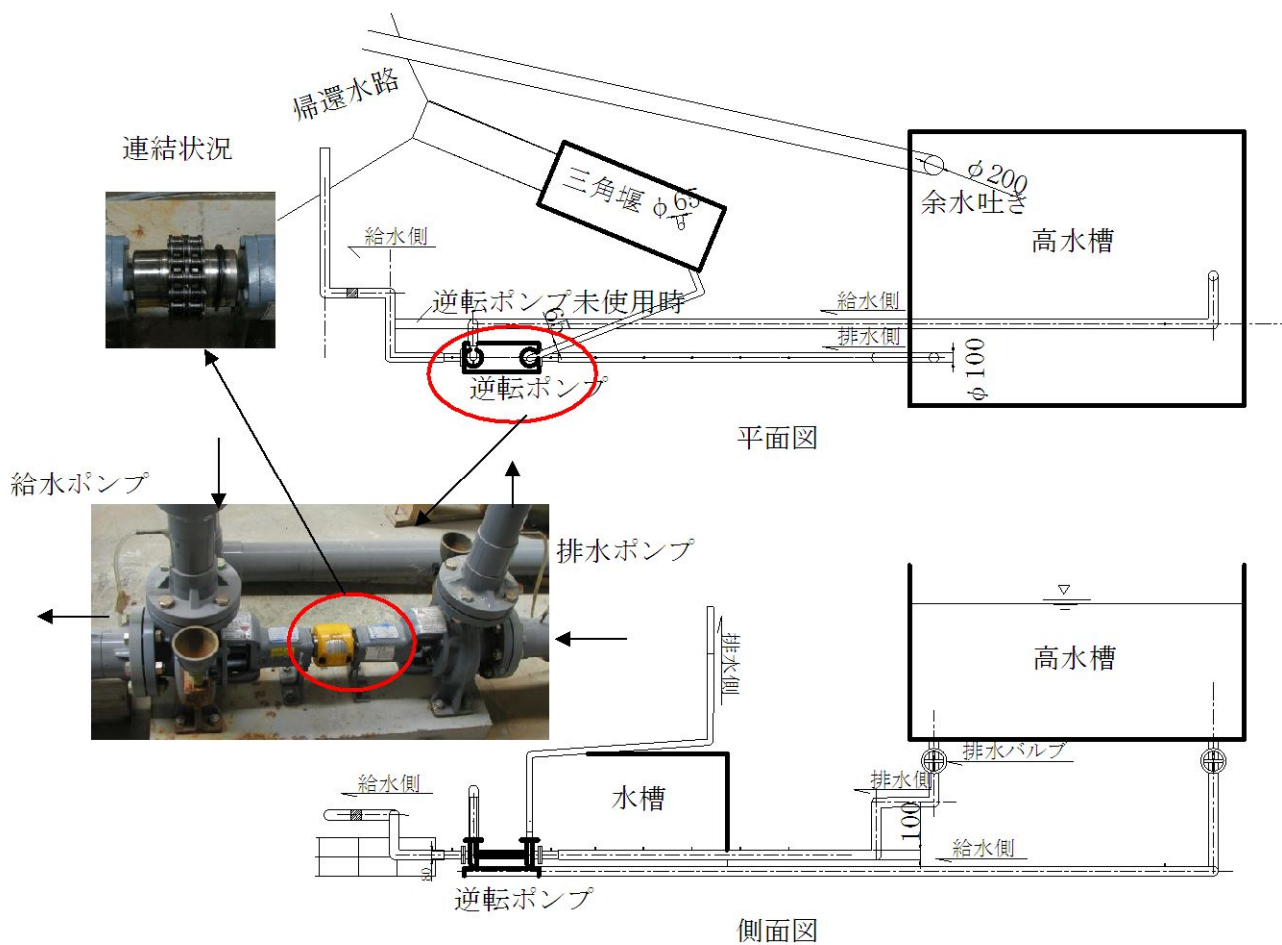 帰還水路
連結状況
三角堰 φ65
φ200
余水吐き
高水槽
給水側
逆転ポンプ未使用時
給水側
65
排水側
φ100
逆転ポンプ
平面図
給水ポンプ
排水ポンプ
高水槽
排水側
排水バルブ
給水側
水槽
排水側
100
給水側
逆転ポンプ
側面図